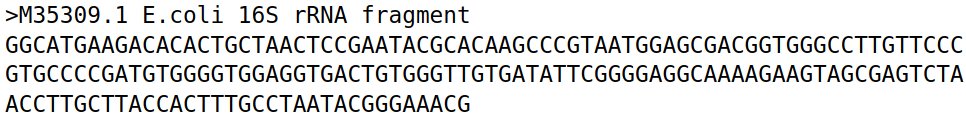 >M35309.1 E.coli 16S rRNA fragment
GGCATGAAGACACACTGCTAACTCCGAATACGCACAAGCCCGTAATGGAGCGACGGTGGGCCTTGTTCCC
GTGCCCCGATGTGGGGTGGAGGTGACTGTGGGTTGTGATATTCGGGGAGGCAAAAGAAGTAGCGAGTCTA
ACCTTGCTTACCACTTTGCCTAATACGGGAAACG